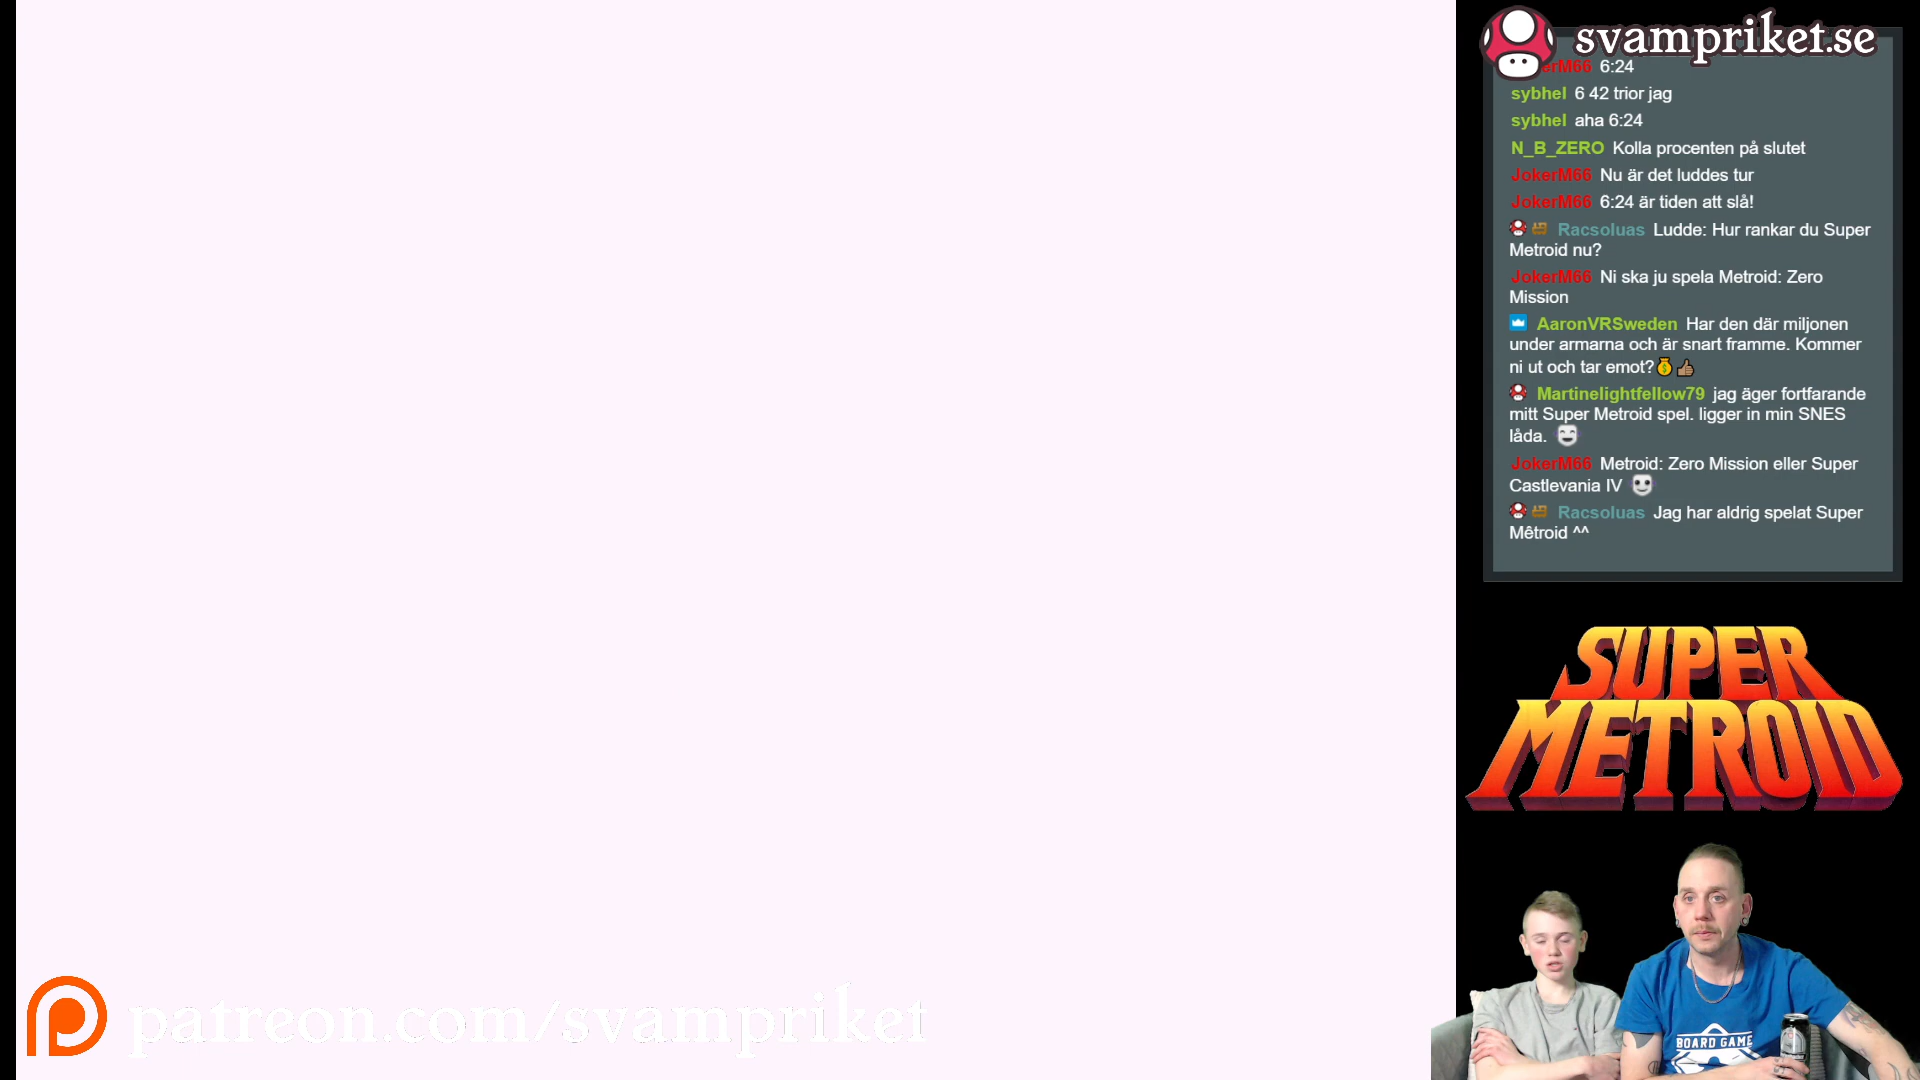 svampriket.se
6:24
sybhel 6 42 trior jag
sybhel aha 6:24
N_B_ZERO Kolla procenten på slutet
JokerM66 Nu är det luddes tur
JokerM66 6:24 är tiden att slå!
Racsoluas Ludde: Hur rankar du Super
Metroid nu?
JokerM66 Ni ska ju spela Metroid: Zero
Mission
AaronVRSweden Har den där miljonen
under armarna och är snart framme. Kommer
ni ut och tar emot?
Martinelightfellow79 jag äger fortfarande
mitt Super Metroid spel. ligger in min SNES
låda.
JokerM66 Metroid: Zero Mission eller Super
Castlevania IV
Racsoluas Jag har aldrig spelat Super
Mêtroid ^^
SUPER
METROID
BOARD GAME
patreon.com/svampriket